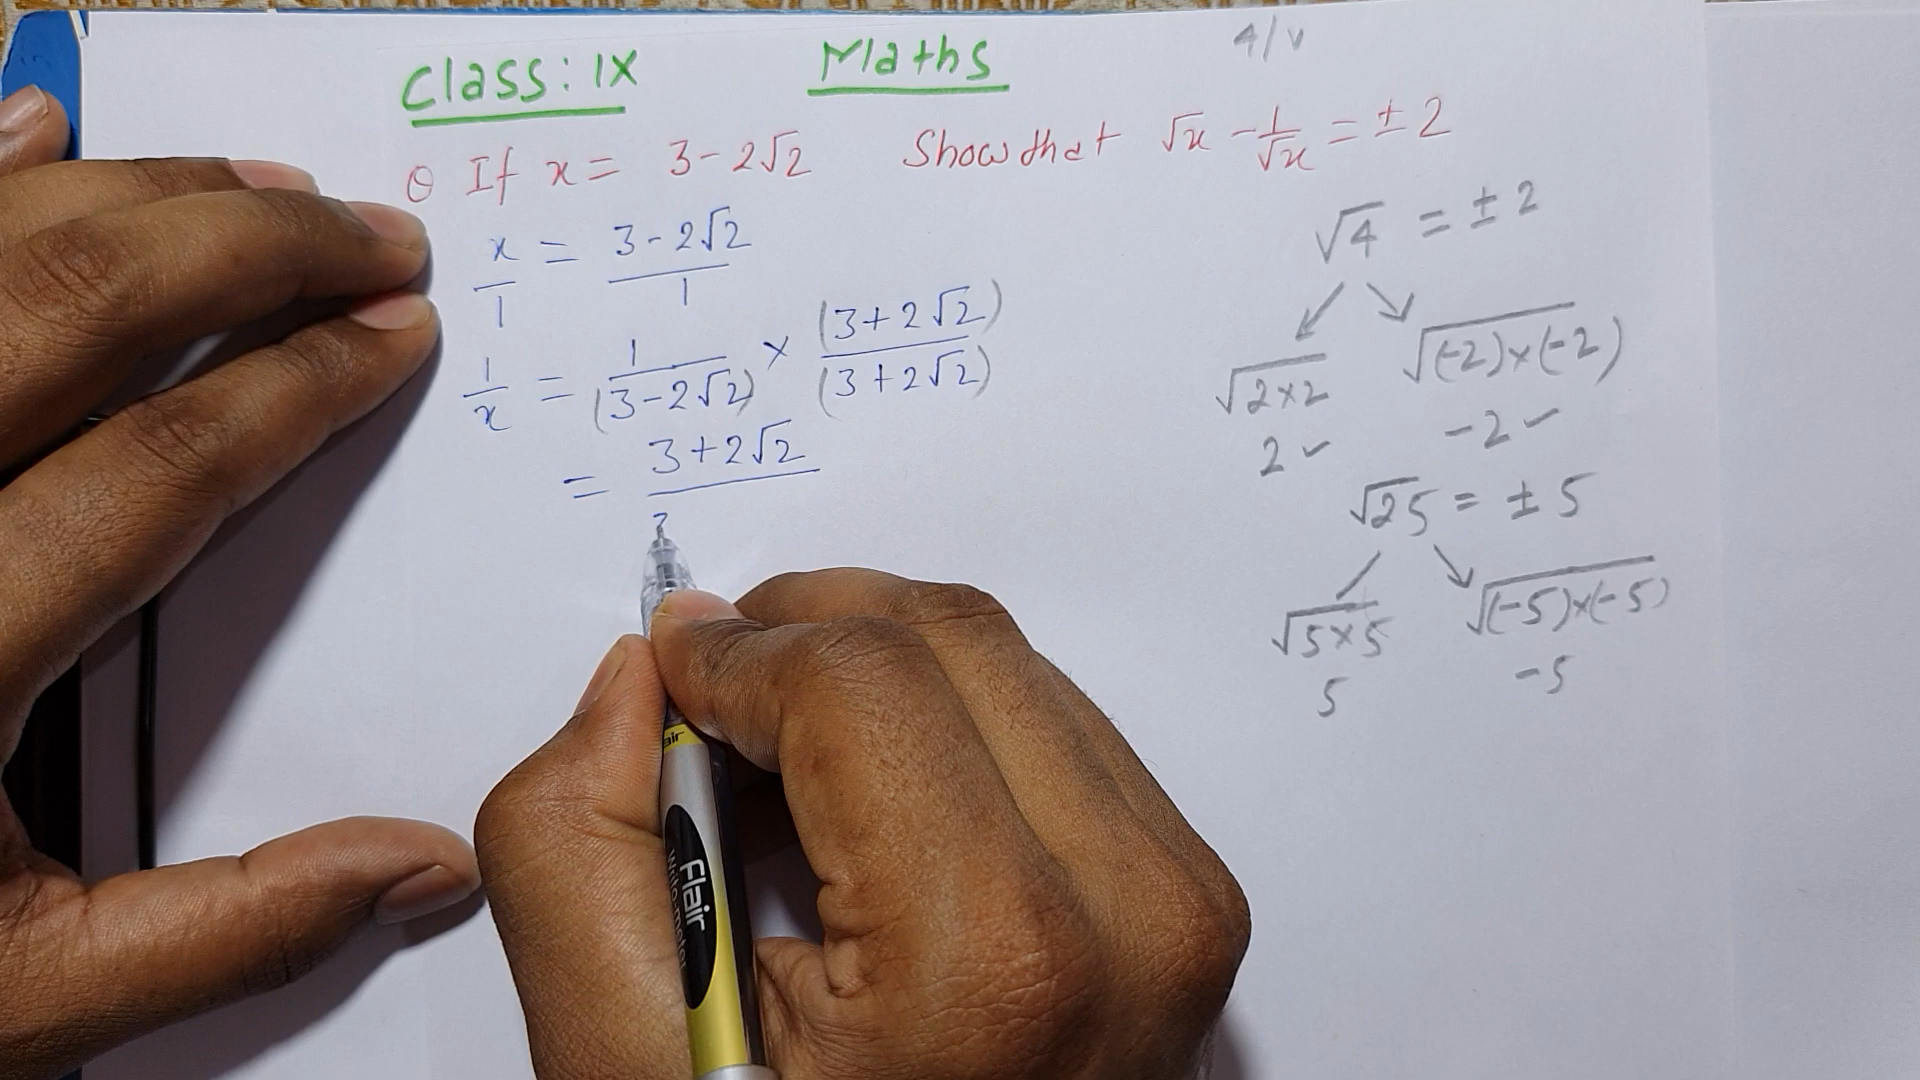 4/v
Class: IX Maths
Q If x = 3-2√2 Show that √x - 1/√x = ±2
x/1 = 3-2√2/1
1/x = 1/(3-2√2) × (3+2√2)/(3+2√2)
= 3+2√2
√4 = ±2
√2×2 √(-2)×(-2)
2 ✓ -2 ✓
√25 = ±5
√5×5 √(-5)×(-5)
5 -5
Flair
Writo-meter